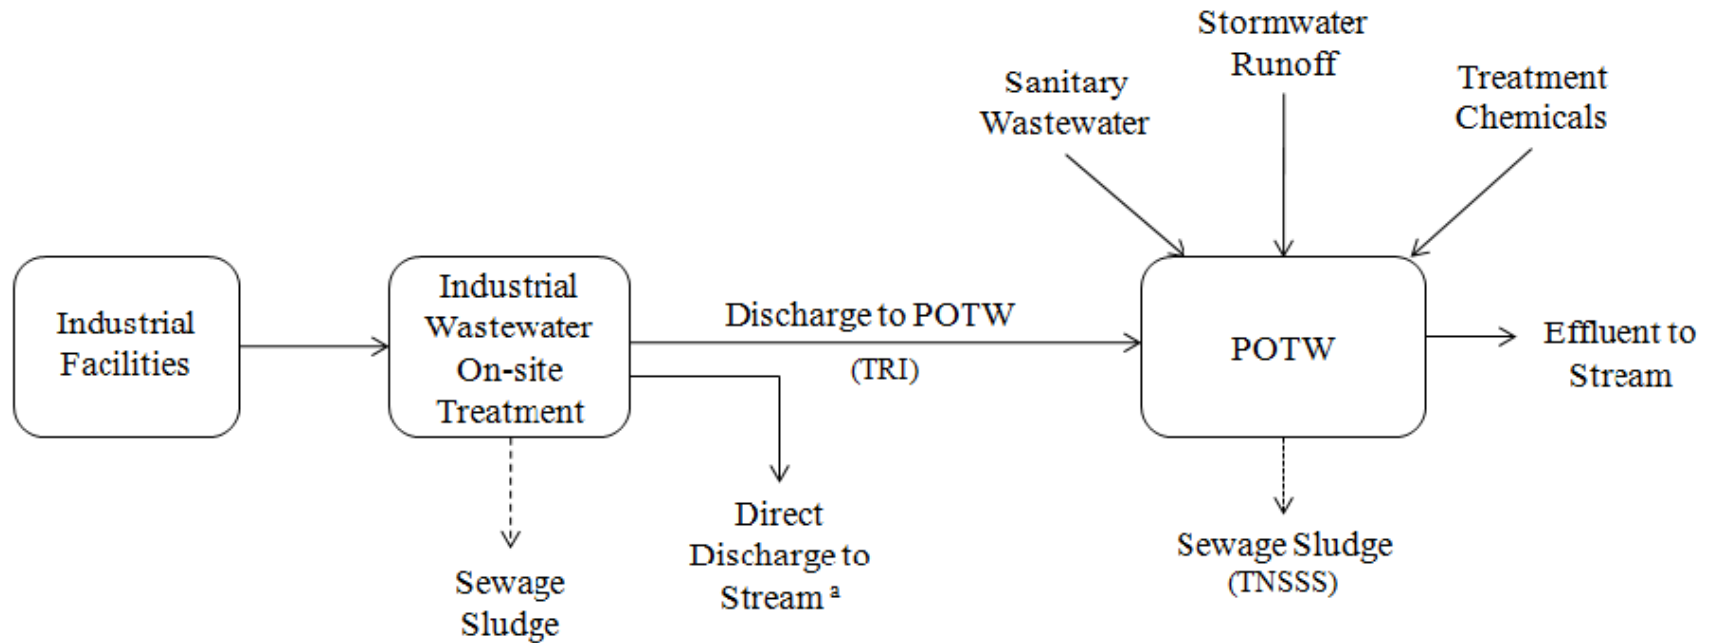 Stormwater
Runoff
Sanitary
Wastewater
Treatment
Chemicals
Industrial
Facilities
Industrial
Wastewater
On-site
Treatment
Discharge to POTW
(TRI)
POTW
Effluent to
Stream
Sewage
Sludge
Direct
Discharge to
Stream a
Sewage Sludge
(TNSSS)